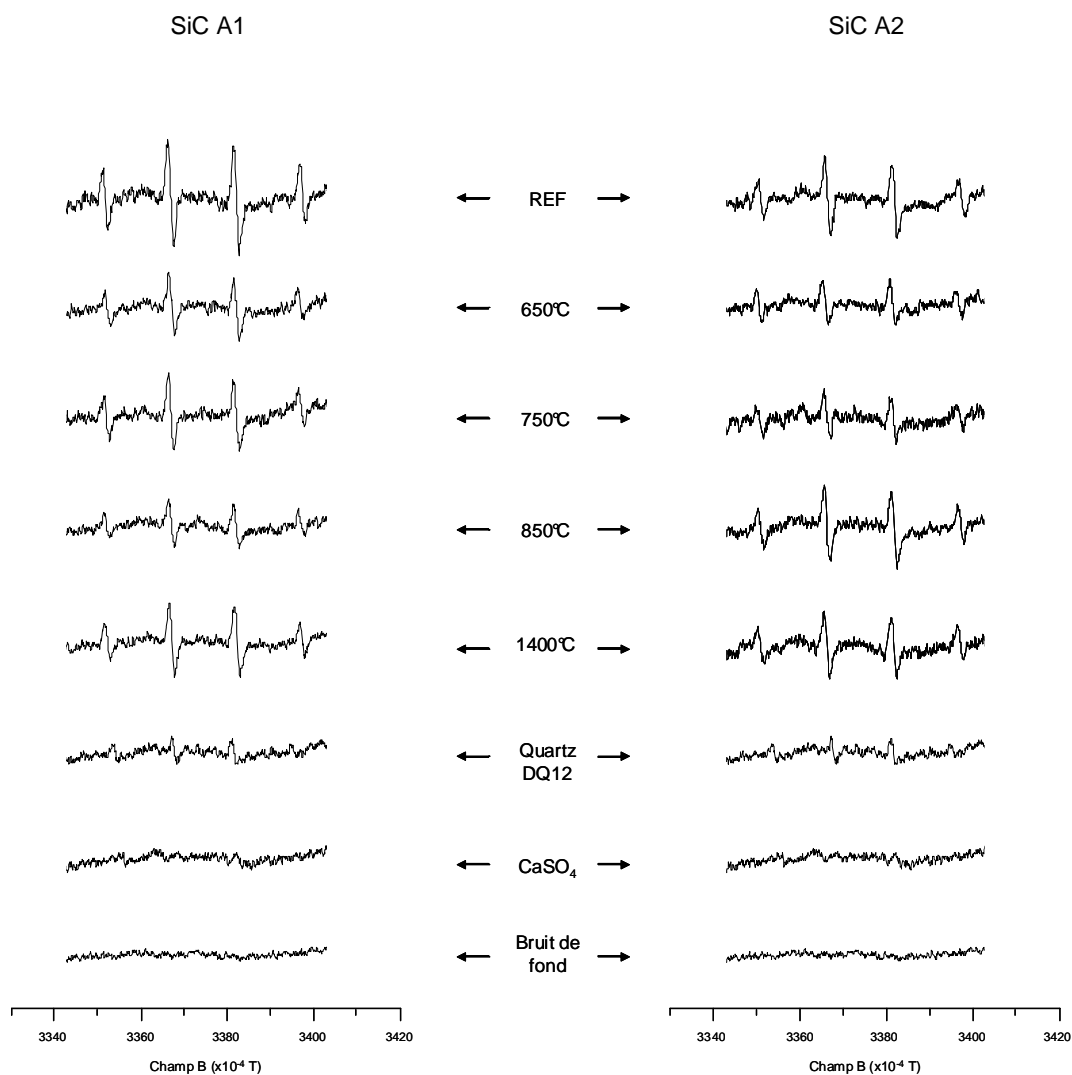 SiC A1
SiC A2
REF
650°C
750°C
850°C
1400°C
Quartz
DQ12
CaSO₄
Bruit de
fond
3340 3360 3380 3400 3420
3340 3360 3380 3400 3420
Champ B (x10⁻⁴ T)
Champ B (x10⁻⁴ T)